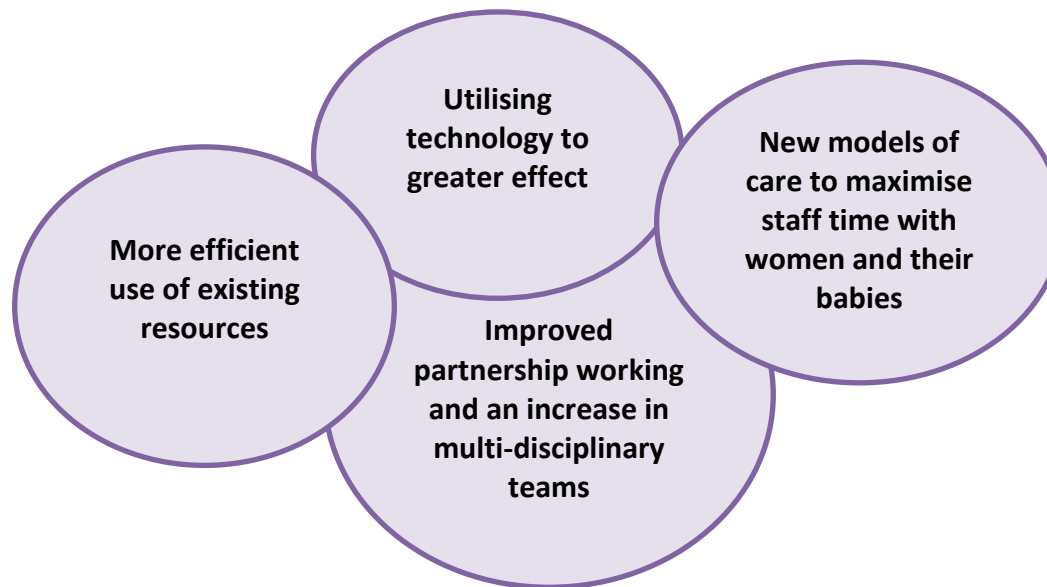 Utilising
technology to
greater effect
New models of
care to maximise
staff time with
women and their
babies
More efficient
use of existing
resources
Improved
partnership working
and an increase in
multi-disciplinary
teams